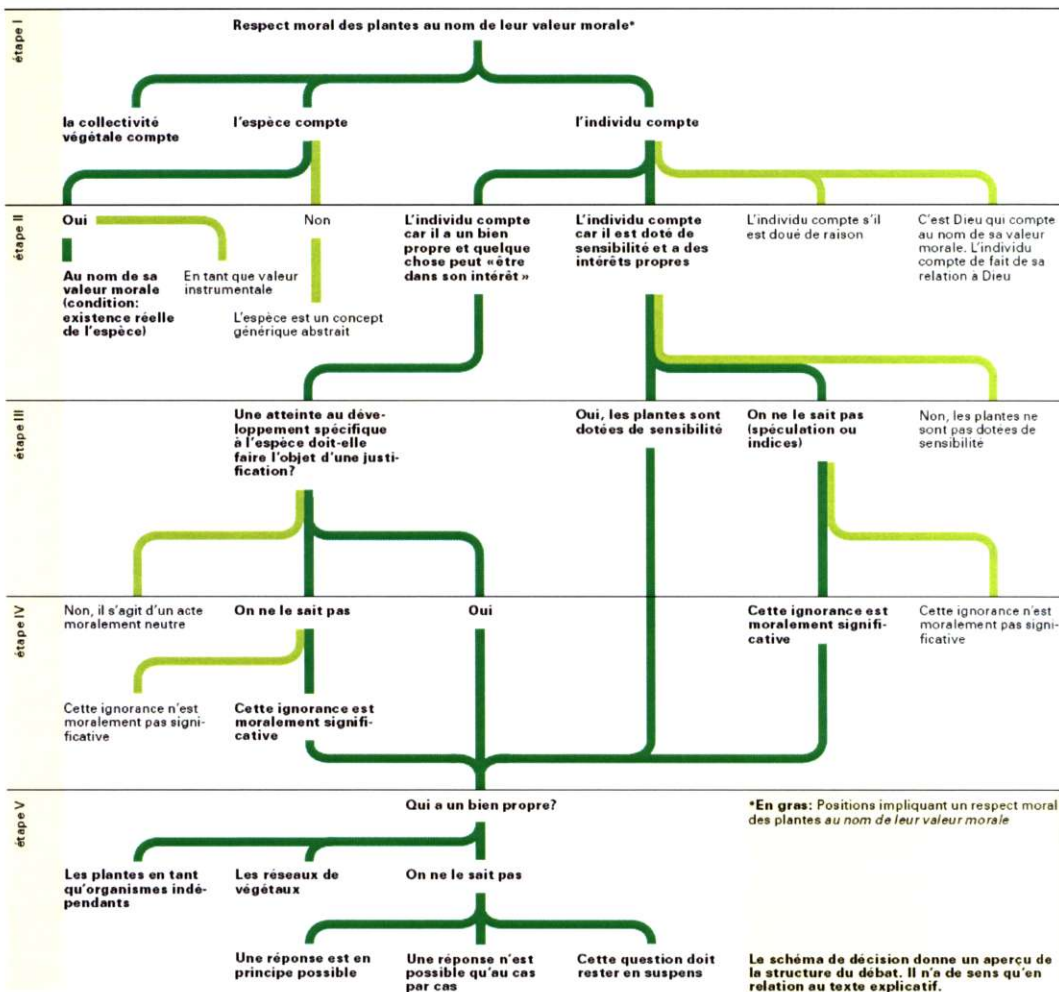 étape I
Respect moral des plantes au nom de leur valeur morale*
la collectivité
végétale compte
l'espèce compte
l'individu compte
étape II
Oui
Non
L'individu compte
car il a un bien
propre et quelque
chose peut «être
dans son intérêt»
L'individu compte
car il est doté de
sensibilité et a des
intérêts propres
L'individu compte s'il
est doué de raison
C'est Dieu qui compte
au nom de sa valeur
morale. L'individu
compte de fait de sa
relation à Dieu
Au nom de sa
valeur morale
(condition:
existence réelle
de l'espèce)
En tant que valeur
instrumentale
L'espèce est un concept
générique abstrait
étape III
Une atteinte au déve-
loppement spécifique
à l'espèce doit-elle
faire l'objet d'une justi-
fication?
Oui, les plantes sont
dotées de sensibilité
On ne le sait pas
(spéculation ou
indices)
Non, les plantes ne
sont pas dotées de
sensibilité
étape IV
Non, il s'agit d'un acte
moralement neutre
On ne le sait pas
Oui
Cette ignorance est
moralement signifi-
cative
Cette ignorance n'est
moralement pas signi-
ficative
Cette ignorance n'est
moralement pas signi-
ficative
Cette ignorance est
moralement signifi-
cative
étape V
Qui a un bien propre?
*En gras: Positions impliquant un respect moral
des plantes au nom de leur valeur morale
Les plantes en tant
qu'organismes indé-
pendants
Les réseaux de
végétaux
On ne le sait pas
Une réponse est en
principe possible
Une réponse n'est
possible qu'au cas
par cas
Cette question doit
rester en suspens
Le schéma de décision donne un aperçu de
la structure du débat. Il n'a de sens qu'en
relation au texte explicatif.